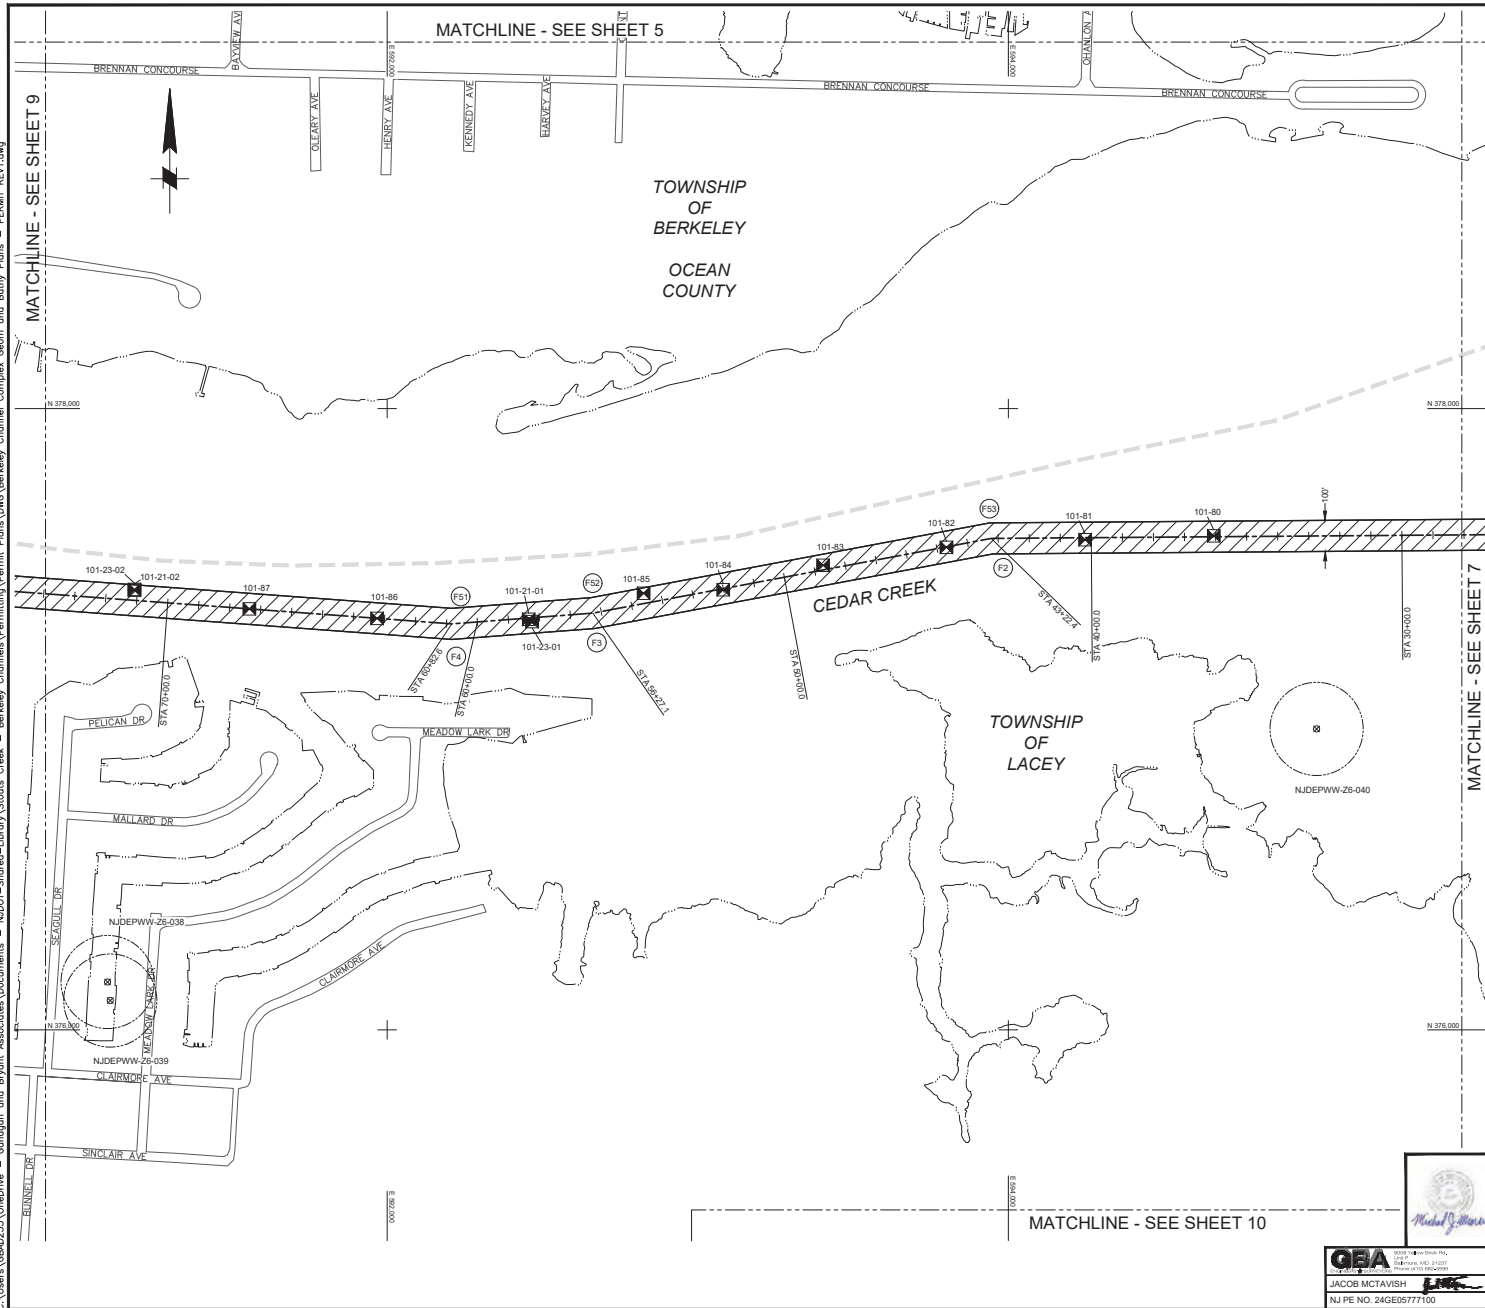 MATCHLINE - SEE SHEET 5
BAYVIEW AV
E 592,000
E 594,000
OHANLON A
BRENNAN CONCOURSE
BRENNAN CONCOURSE
BRENNAN CONCOURSE
MATCHLINE - SEE SHEET 9
OLEARY AVE
HENRY AVE
KENNEDY AVE
HARVEY AVE
TOWNSHIP
OF
BERKELEY
OCEAN
COUNTY
N 378,000
N 378,000
101-23-02
101-21-02
101-87
101-86
F51
101-21-01
F52
101-85
101-84
101-83
101-82
F53
101-81
101-80
100'
F4
101-23-01
F3
CEDAR CREEK
F2
STA 70+00.0
STA 60+82.6
STA 60+00.0
STA 56+27.1
STA 50+00.0
STA 43+22.4
STA 40+00.0
STA 30+00.0
MATCHLINE - SEE SHEET 7
PELICAN DR
MEADOW LARK DR
TOWNSHIP
OF
LACEY
NJDEPWW-Z6-040
MALLARD DR
SEAGULL DR
NJDEPWW-Z6-038
MEADOW LARK DR
CLAIRMORE AVE
N 376,000
N 376,000
NJDEPWW-Z6-039
CLAIRMORE AVE
SINCLAIR AVE
BUNNELL DR
E 592,000
E 594,000
MATCHLINE - SEE SHEET 10
GBA
JACOB MCTAVISH
NJ PE NO. 24GE05777100